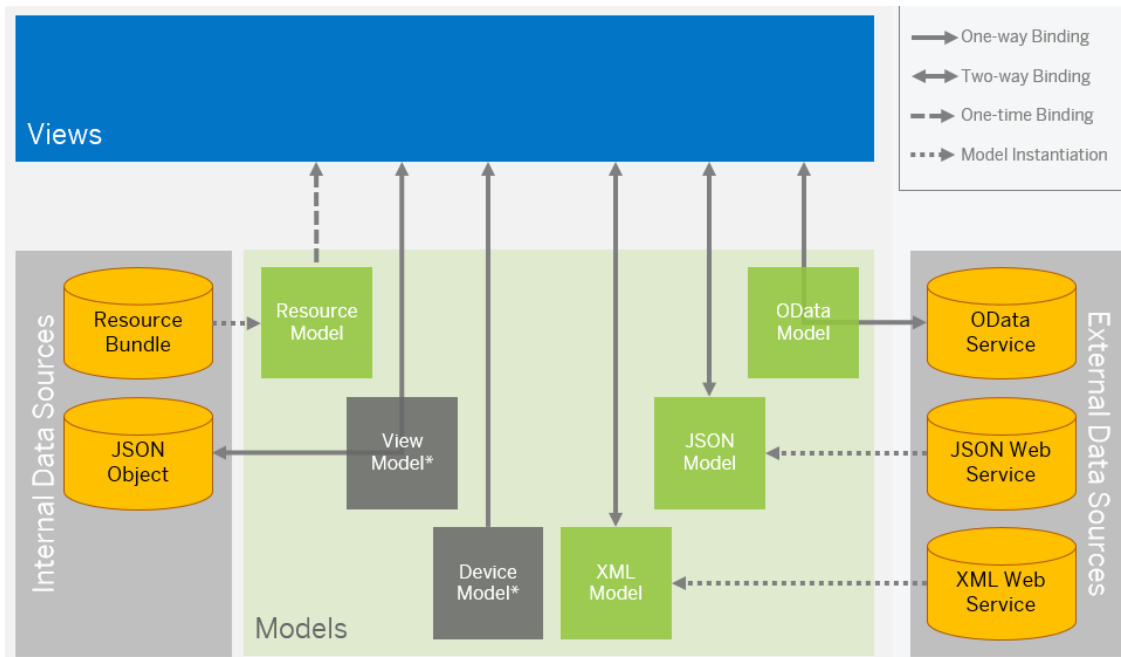 Views
One-way Binding
Two-way Binding
One-time Binding
Model Instantiation
Internal Data Sources
Resource
Bundle
JSON
Object
Models
Resource
Model
View
Model*
Device
Model*
XML
Model
JSON
Model
OData
Model
OData
Service
JSON Web
Service
XML Web
Service
External Data Sources